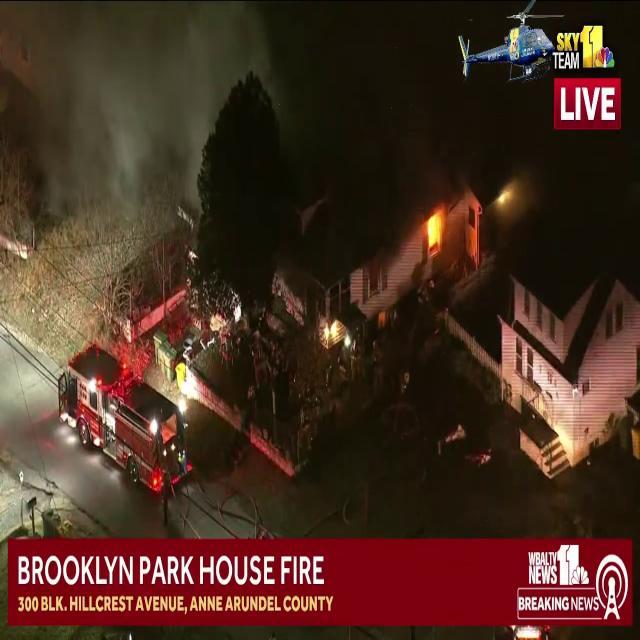 SKY
TEAM 11
LIVE
BROOKLYN PARK HOUSE FIRE
300 BLK. HILLCREST AVENUE, ANNE ARUNDEL COUNTY
WBALTV
NEWS 11
BREAKING NEWS